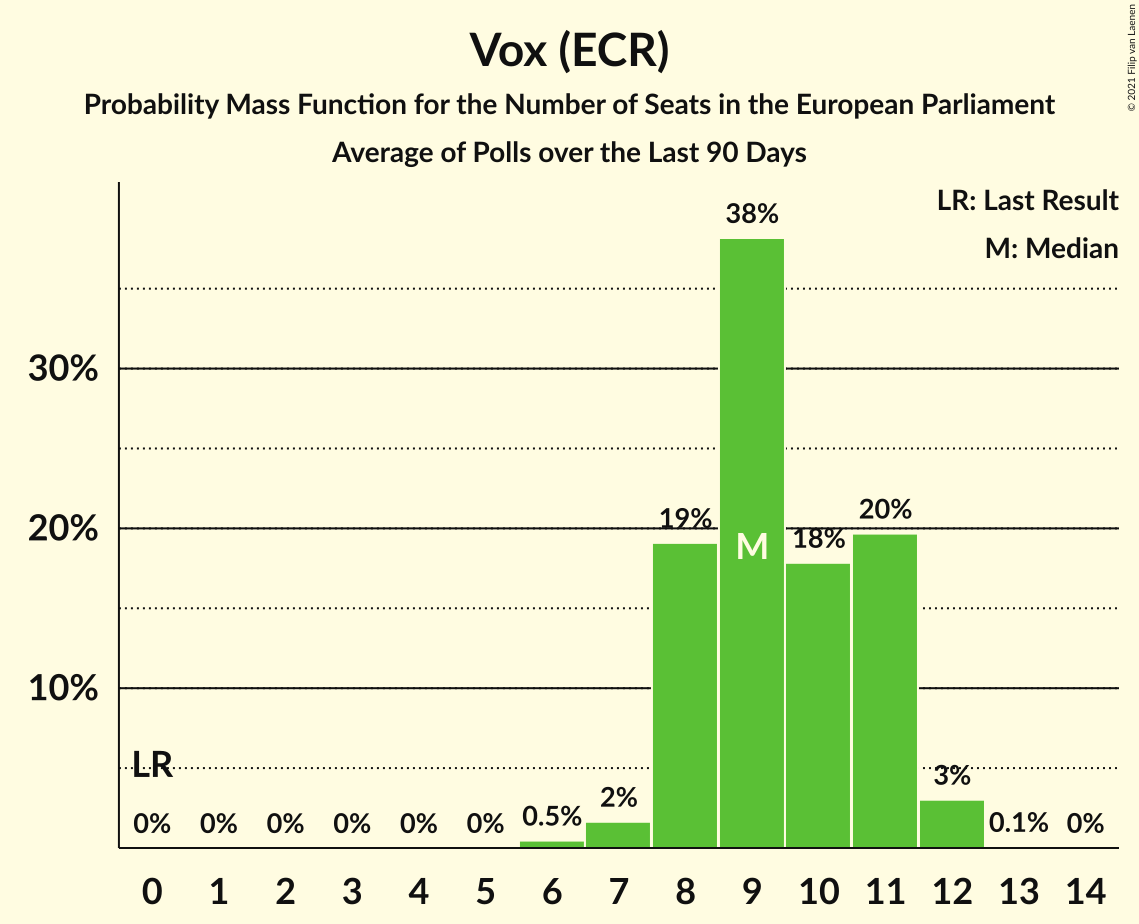 Vox (ECR)
Probability Mass Function for the Number of Seats in the European Parliament
Average of Polls over the Last 90 Days
© 2021 Filip van Laenen
LR: Last Result
M: Median
38%
30%
20%
19%
M
18%
20%
10%
LR
0% 0% 0% 0% 0% 0% 0.5% 2% 3% 0.1% 0%
0 1 2 3 4 5 6 7 8 9 10 11 12 13 14